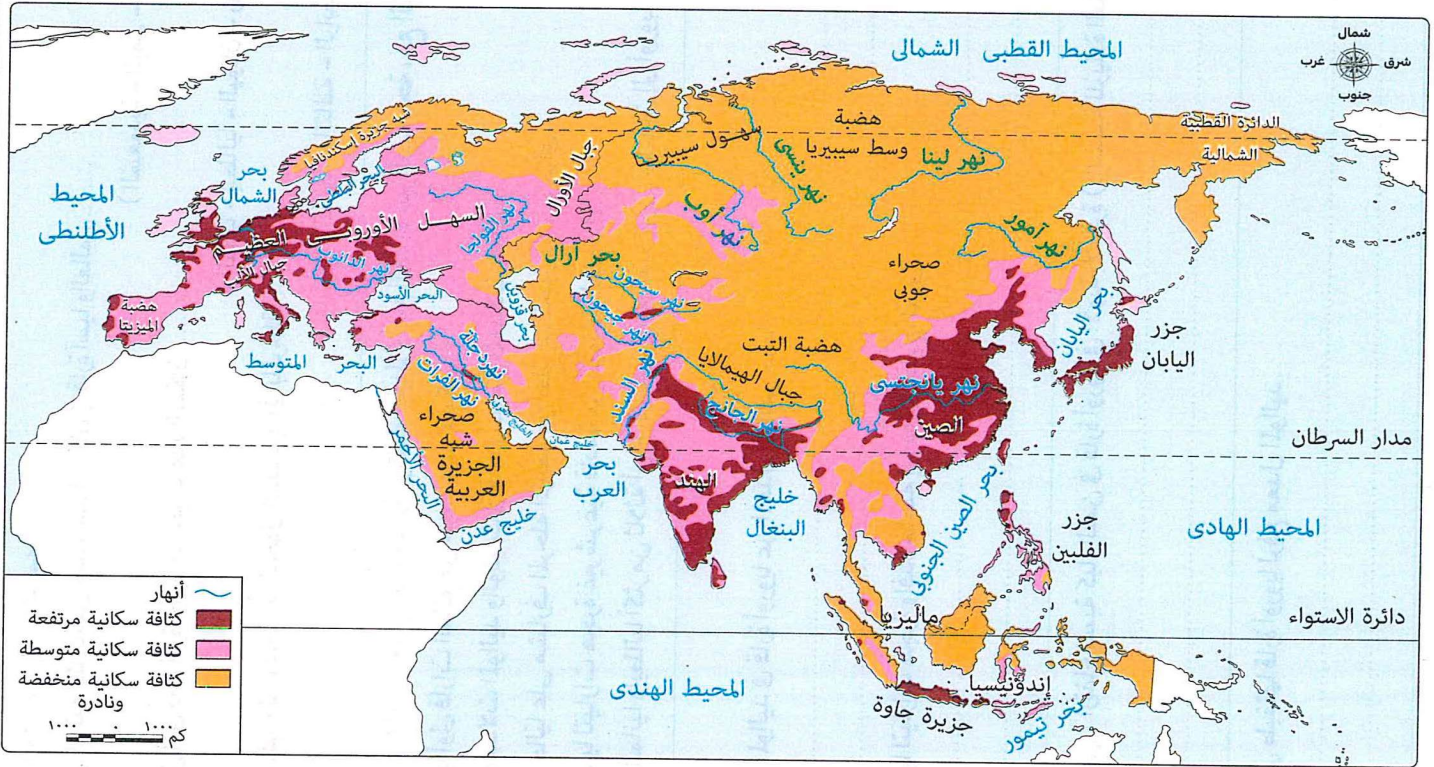 المحيط القطبى الشمالى
شمال
شرق
غرب
جنوب
الدائرة القطبية
الشمالية
هضبة
وسط سيبيريا
سهول سيبيريا
نهر لينا
نهر ينسى
نهر أوب
نهر آمور
جبال الأورال
شبه جزيرة اسكندنافيا
بحر
الشمال
البحر البلطى
المحيط
الأطلنطى
السهل الأوروبى العظيم
نهر الفولجا
نهر الدانوب
جبال الألب
هضبة
الميزيتا
البحر الأسود
بحر قزوين
بحر آرال
نهر سيحون
نهر جيحون
صحراء
جوبى
بحر اليابان
جزر
اليابان
هضبة التبت
جبال الهيمالايا
نهر يانجتسى
الصين
نهر الجانج
نهر السند
الهند
البحر المتوسط
نهر دجلة
نهر الفرات
صحراء
شبه
الجزيرة
العربية
الخليج العربى
خليج عمان
البحر الأحمر
خليج عدن
بحر
العرب
خليج
البنغال
بحر الصين الجنوبى
جزر
الفلبين
المحيط الهادى
مدار السرطان
دائرة الاستواء
ماليزيا
إندونيسيا
جزيرة جاوة
بحر تيمور
المحيط الهندى
أنهار
كثافة سكانية مرتفعة
كثافة سكانية متوسطة
كثافة سكانية منخفضة
ونادرة
١٠٠٠ ٠ ١٠٠٠
كم